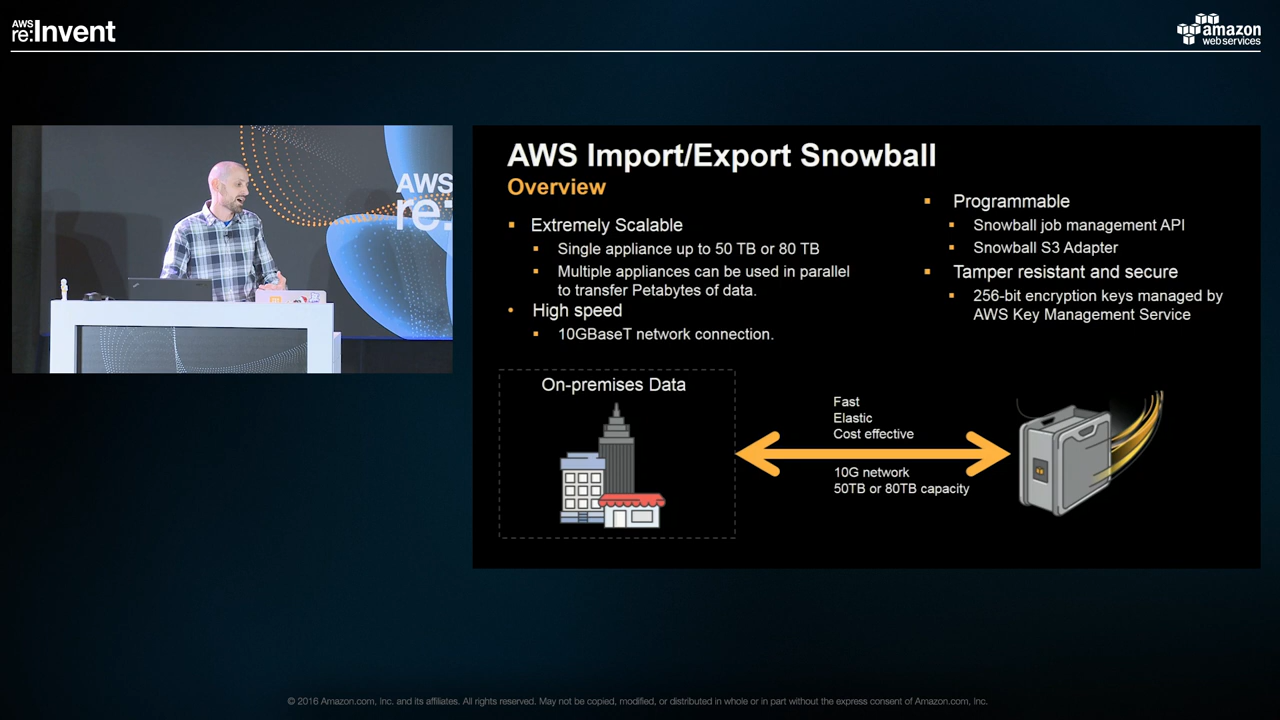 AWS
re:Invent
amazon
web services
AWS
re:
AWS Import/Export Snowball
Overview
Extremely Scalable
Single appliance up to 50 TB or 80 TB
Multiple appliances can be used in parallel
to transfer Petabytes of data.
High speed
10GBaseT network connection.
Programmable
Snowball job management API
Snowball S3 Adapter
Tamper resistant and secure
256-bit encryption keys managed by
AWS Key Management Service
On-premises Data
Fast
Elastic
Cost effective
10G network
50TB or 80TB capacity
© 2016 Amazon.com, Inc. and its affiliates. All rights reserved. May not be copied, modified, or distributed in whole or in part without the express consent of Amazon.com, Inc.